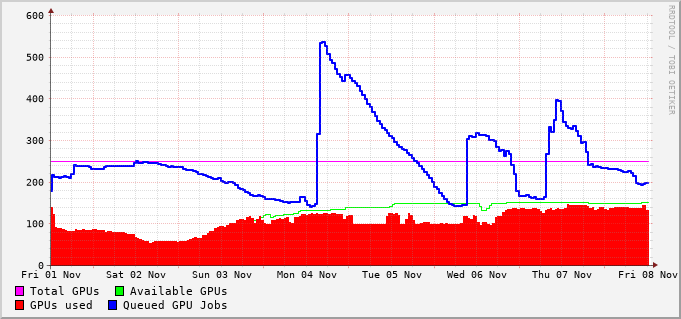 600
500
400
300
200
100
0
Fri 01 Nov Sat 02 Nov Sun 03 Nov Mon 04 Nov Tue 05 Nov Wed 06 Nov Thu 07 Nov Fri 08 Nov
Total GPUs Available GPUs
GPUs used Queued GPU Jobs
RRDTOOL / TOBI OETIKER